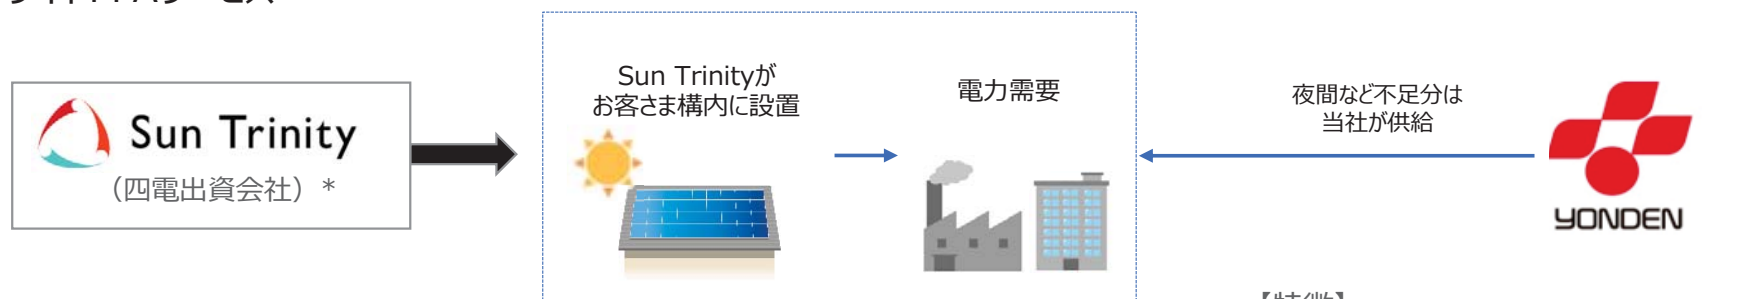 Sun Trinity
（四電出資会社）*
Sun Trinityが
お客さま構内に設置
電力需要
夜間など不足分は
当社が供給
YONDEN
【特徴】